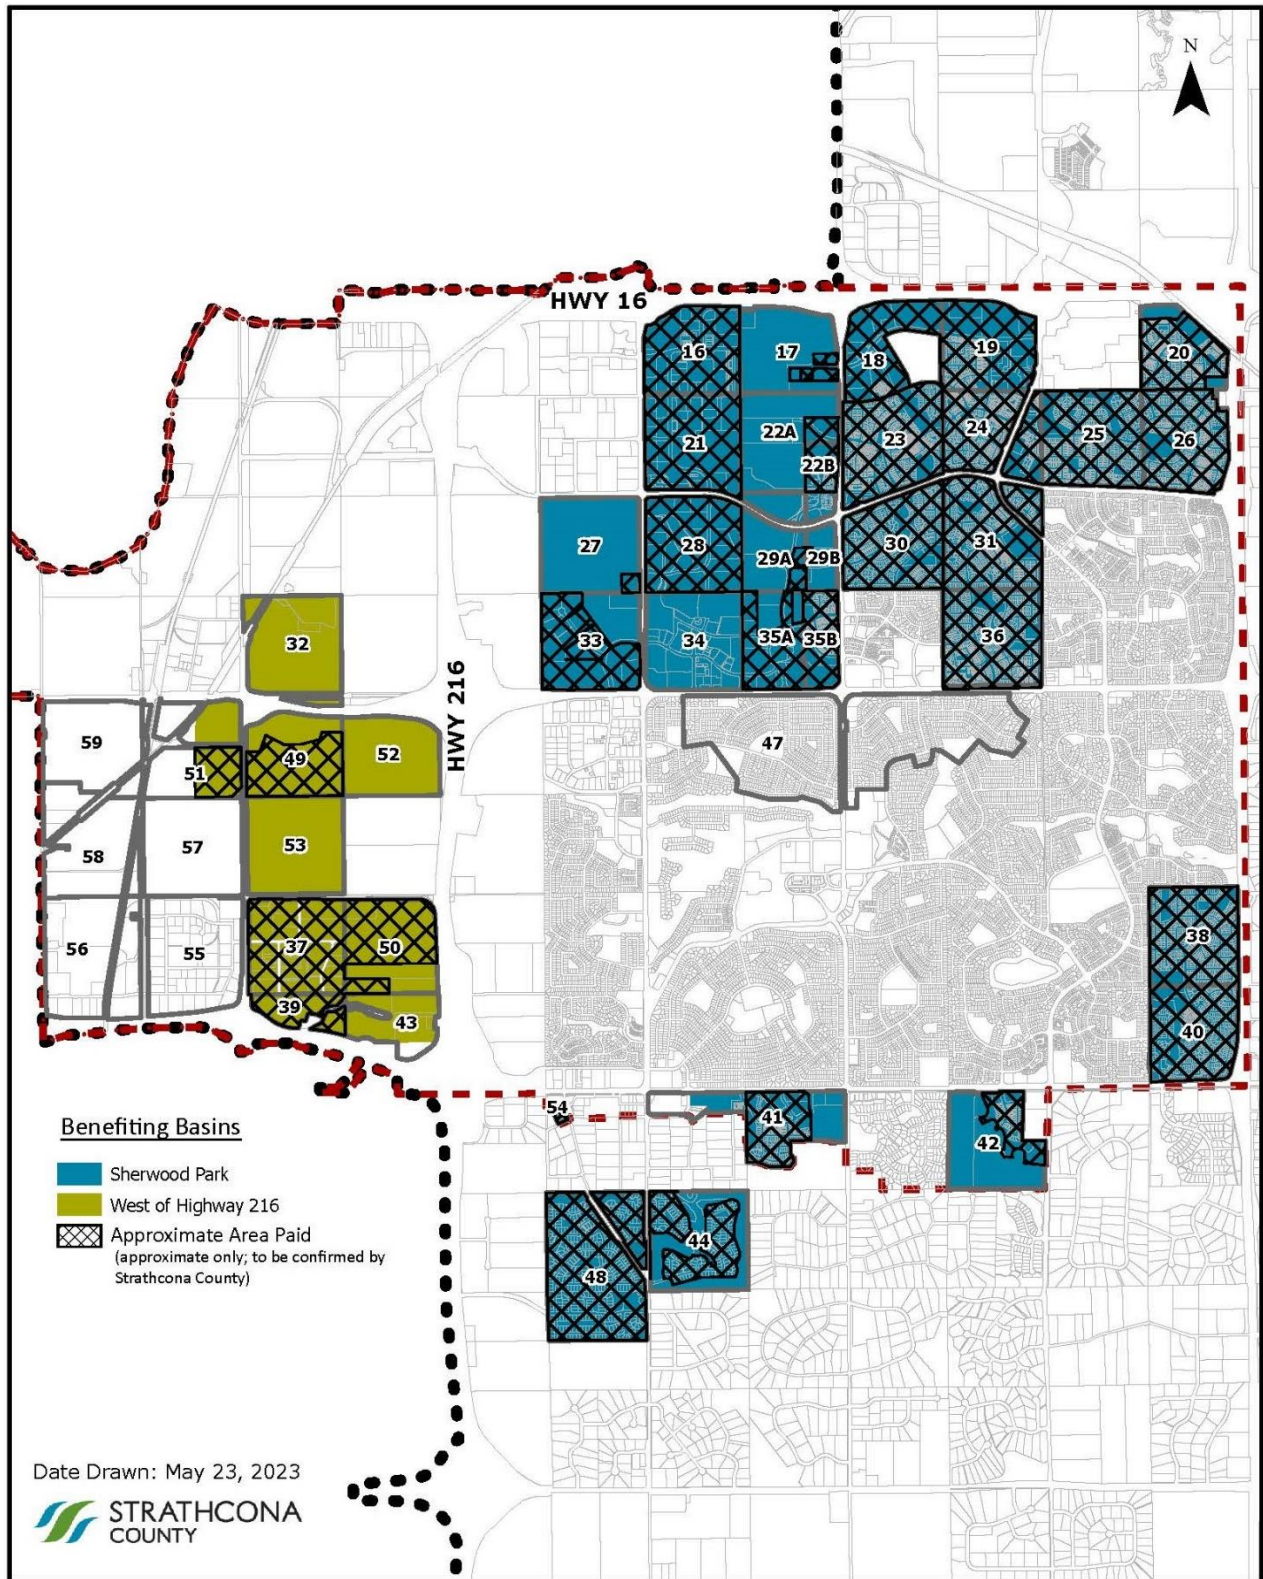 N
HWY 16
16
17
18
19
20
21
22A
22B
23
24
25
26
27
28
29A
29B
30
31
32
33
34
35A
35B
36
HWY 216
59
51
49
52
47
58
57
53
56
55
37
50
39
43
38
40
54
41
42
44
48
Benefiting Basins
Sherwood Park
West of Highway 216
Approximate Area Paid
(approximate only; to be confirmed by
Strathcona County)
Date Drawn: May 23, 2023
STRATHCONA
COUNTY